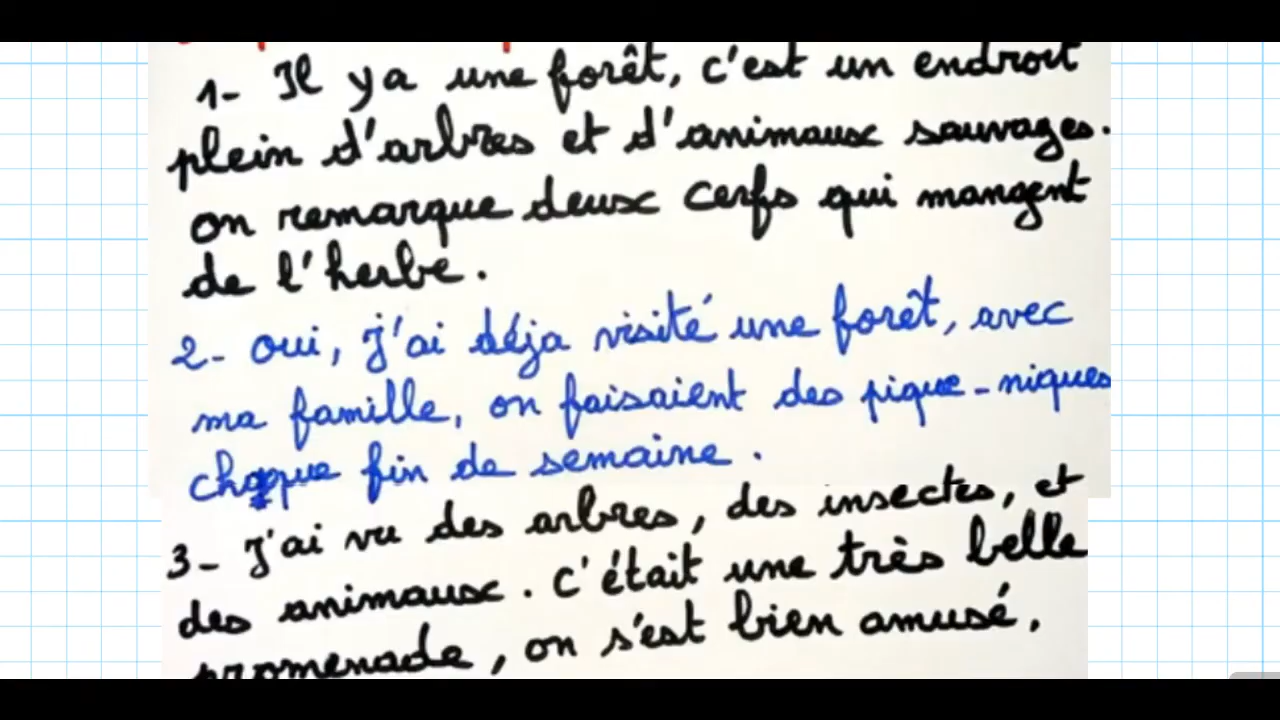 1- Il y a une forêt, c'est un endroit
plein d'arbres et d'animaux sauvages.
on remarque deux cerfs qui mangent
de l'herbe.
2- Oui, j'ai déja visité une forêt, avec
ma famille, on faisaient des pique-niques
chaque fin de semaine.
3- J'ai vu des arbres, des insectes, et
des animaux. C'était une très belle
promenade, on s'est bien amusé.